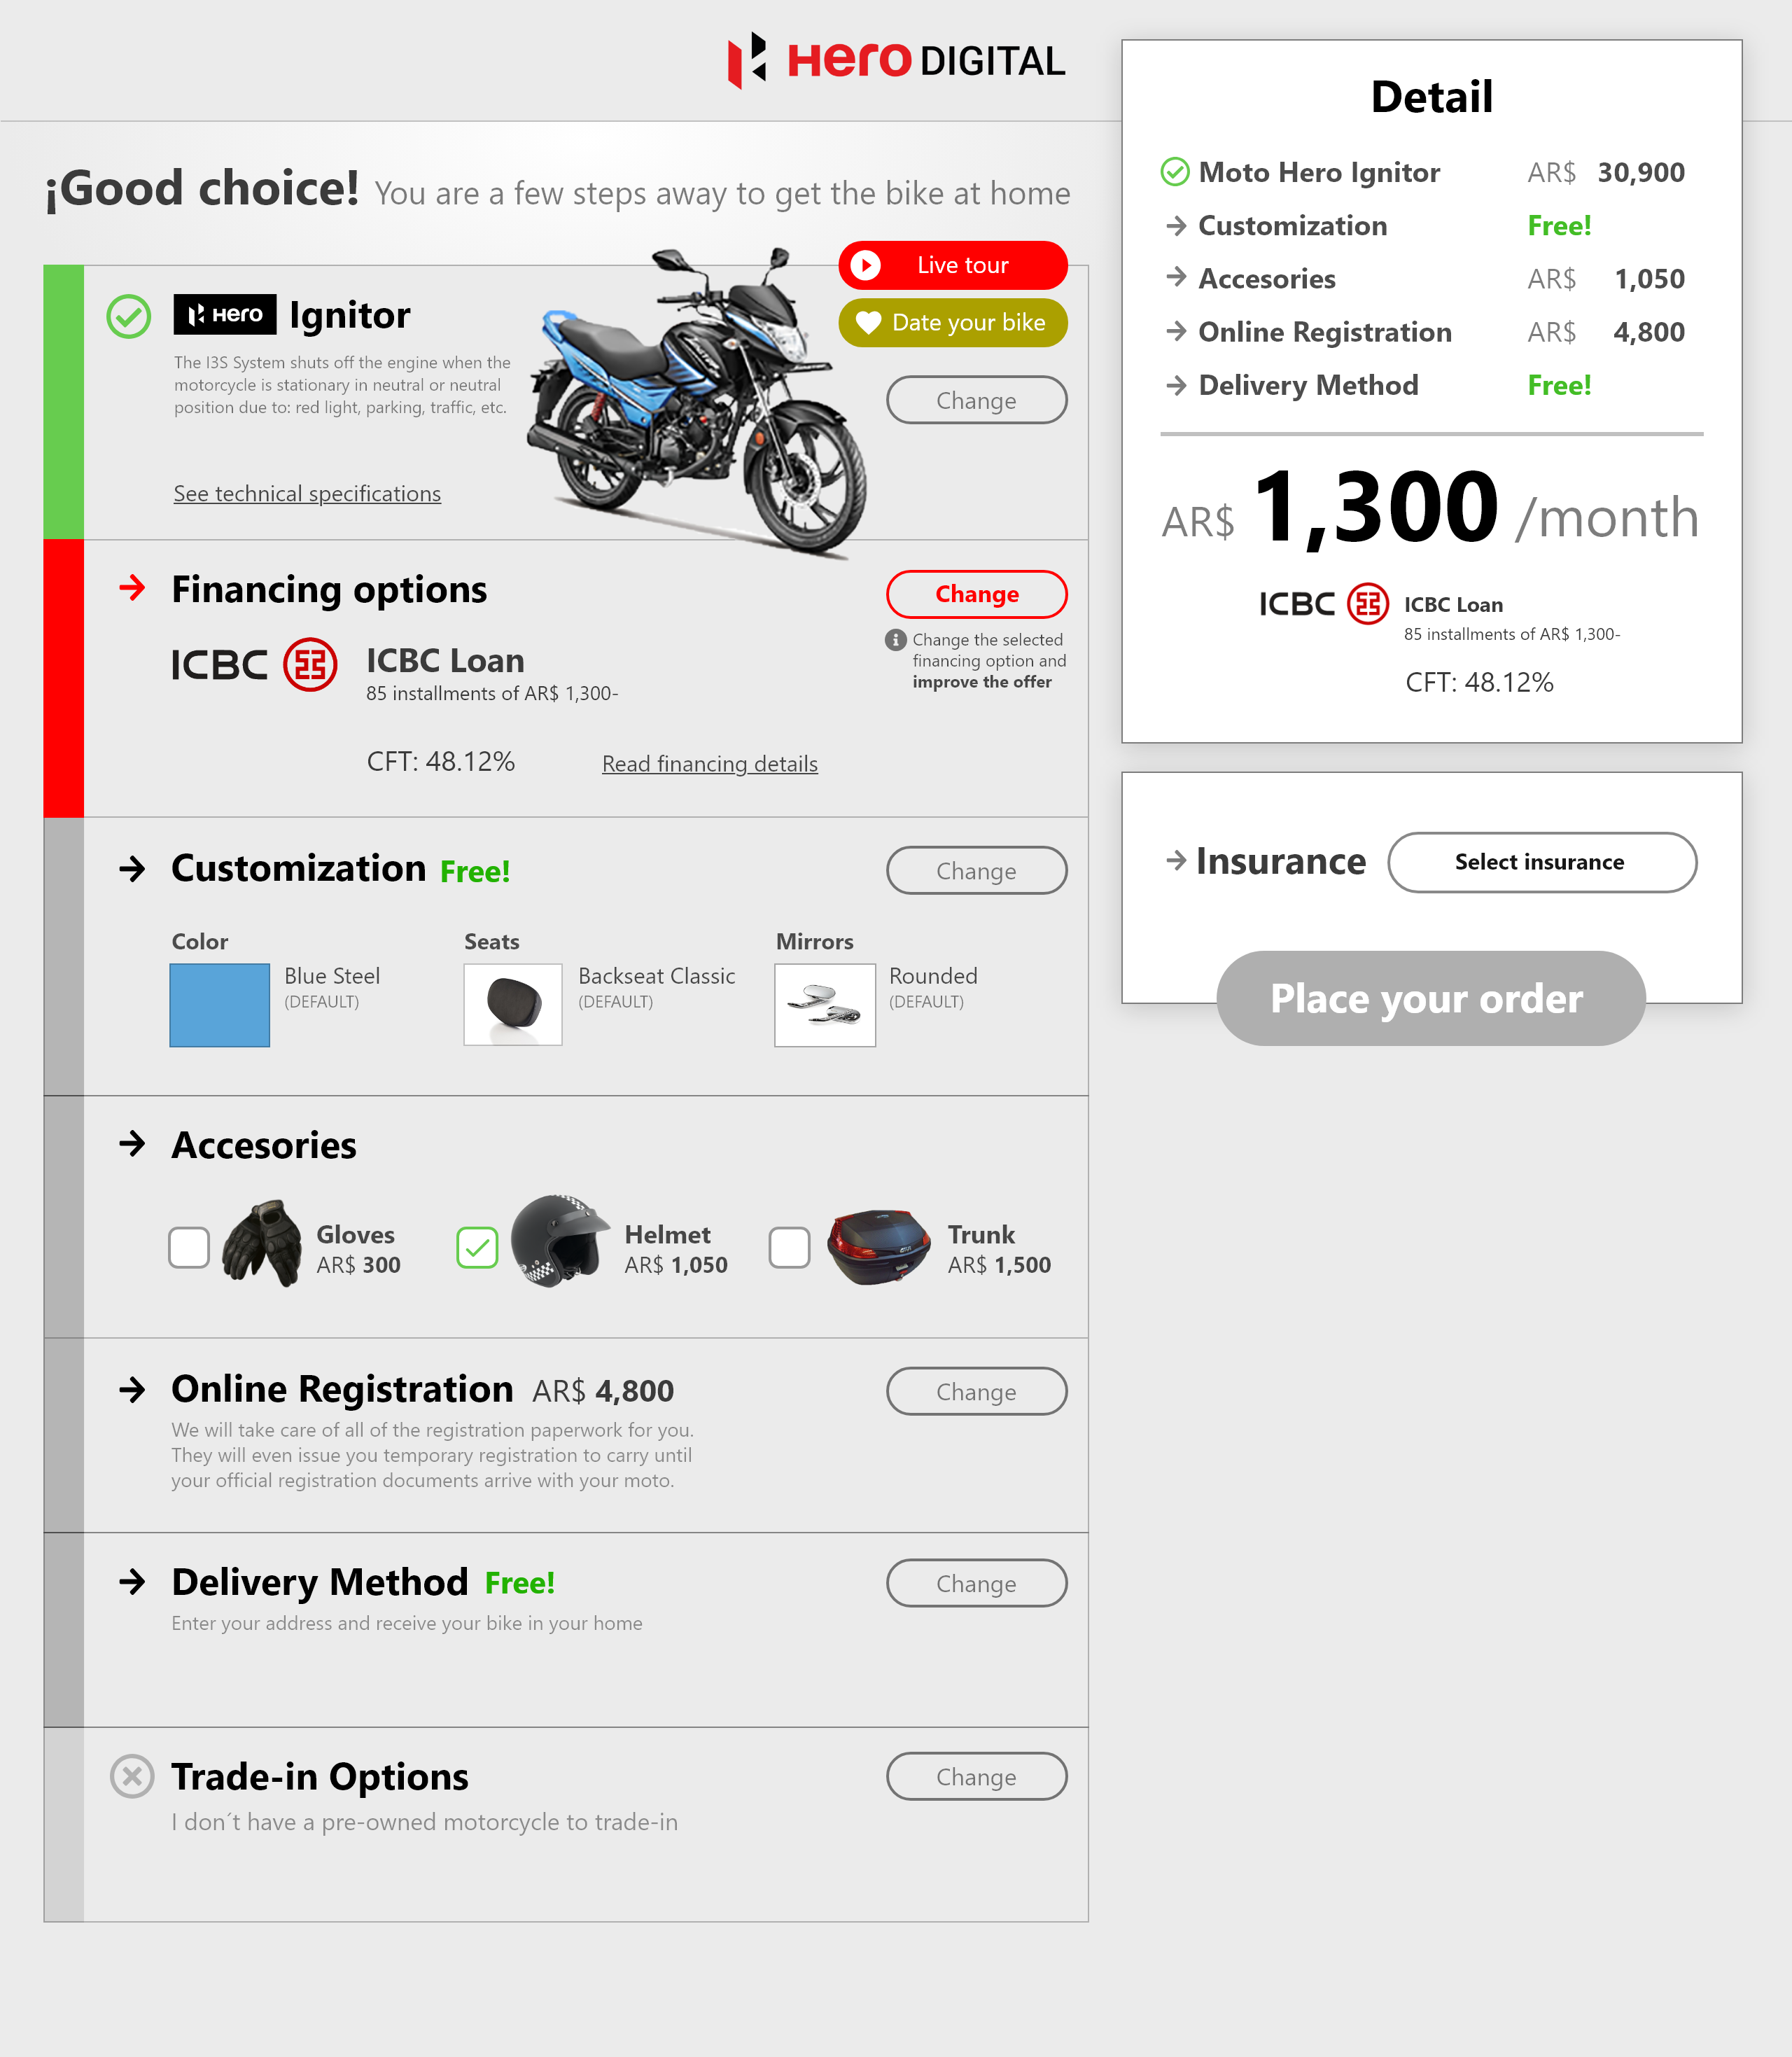 Hero DIGITAL
¡Good choice! You are a few steps away to get the bike at home
Live tour
Date your bike
Hero Ignitor
The I3S System shuts off the engine when the
motorcycle is stationary in neutral or neutral
position due to: red light, parking, traffic, etc.
Change
See technical specifications
Financing options
Change
Change the selected
financing option and
improve the offer
ICBC
ICBC Loan
85 installments of AR$ 1,300-
CFT: 48.12%
Read financing details
Customization Free!
Change
Color
Blue Steel
(DEFAULT)
Seats
Backseat Classic
(DEFAULT)
Mirrors
Rounded
(DEFAULT)
Accesories
Gloves
AR$ 300
Helmet
AR$ 1,050
Trunk
AR$ 1,500
Online Registration AR$ 4,800
Change
We will take care of all of the registration paperwork for you.
They will even issue you temporary registration to carry until
your official registration documents arrive with your moto.
Delivery Method Free!
Change
Enter your address and receive your bike in your home
Trade-in Options
Change
I don´t have a pre-owned motorcycle to trade-in
Detail
Moto Hero Ignitor AR$ 30,900
Customization Free!
Accesories AR$ 1,050
Online Registration AR$ 4,800
Delivery Method Free!
AR$ 1,300 /month
ICBC
ICBC Loan
85 installments of AR$ 1,300-
CFT: 48.12%
Insurance
Select insurance
Place your order